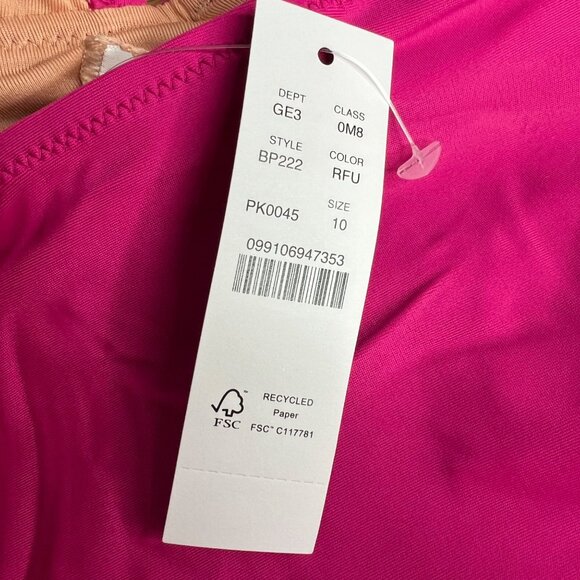 DEPT CLASS
GE3 0M8
STYLE COLOR
BP222 RFU
PK0045 SIZE 10
099106947353
FSC
RECYCLED
Paper
FSC™ C117781